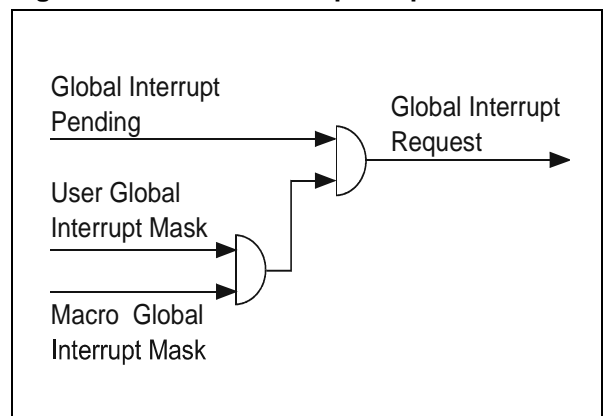 Global Interrupt
Pending
Global Interrupt
Request
User Global
Interrupt Mask
Macro Global
Interrupt Mask